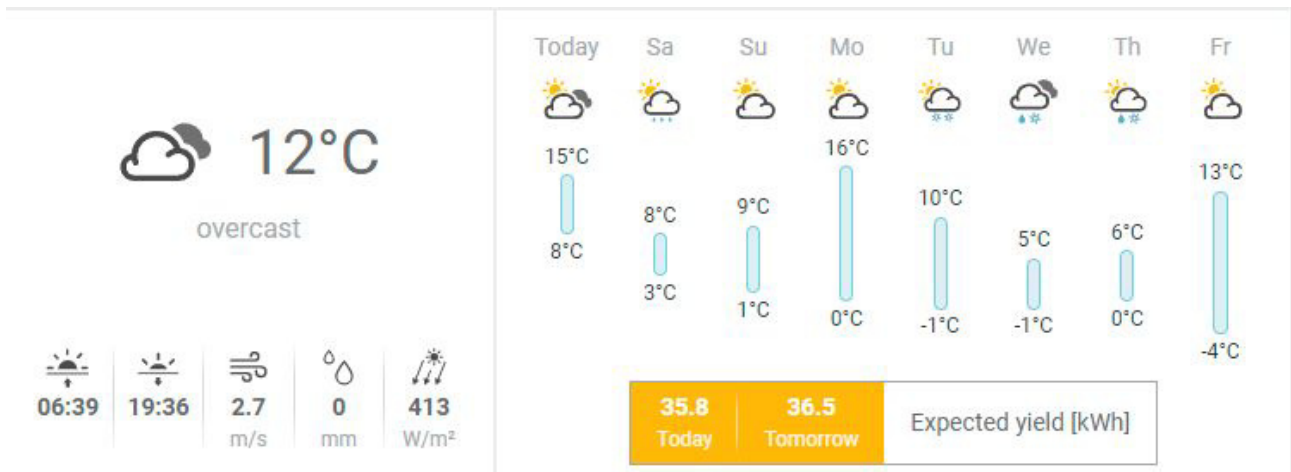 12°C
overcast
06:39 19:36 2.7 0 413
m/s mm W/m²
Today Sa Su Mo Tu We Th Fr
15°C 8°C 9°C 16°C 10°C 5°C 6°C 13°C
8°C 3°C 1°C 0°C -1°C -1°C 0°C -4°C
35.8 36.5 Expected yield [kWh]
Today Tomorrow